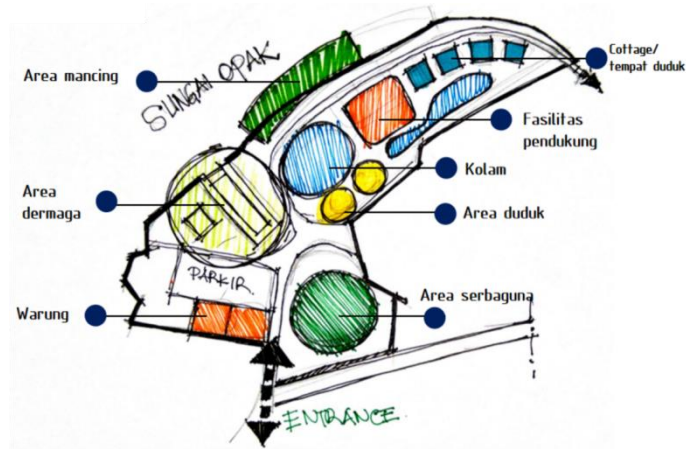 Cottage/
tempat duduk
Area mancing
SUNGAI OPAK
Fasilitas
pendukung
Kolam
Area
dermaga
Area duduk
PARKIR.
Area serbaguna
Warung
ENTRANCE.